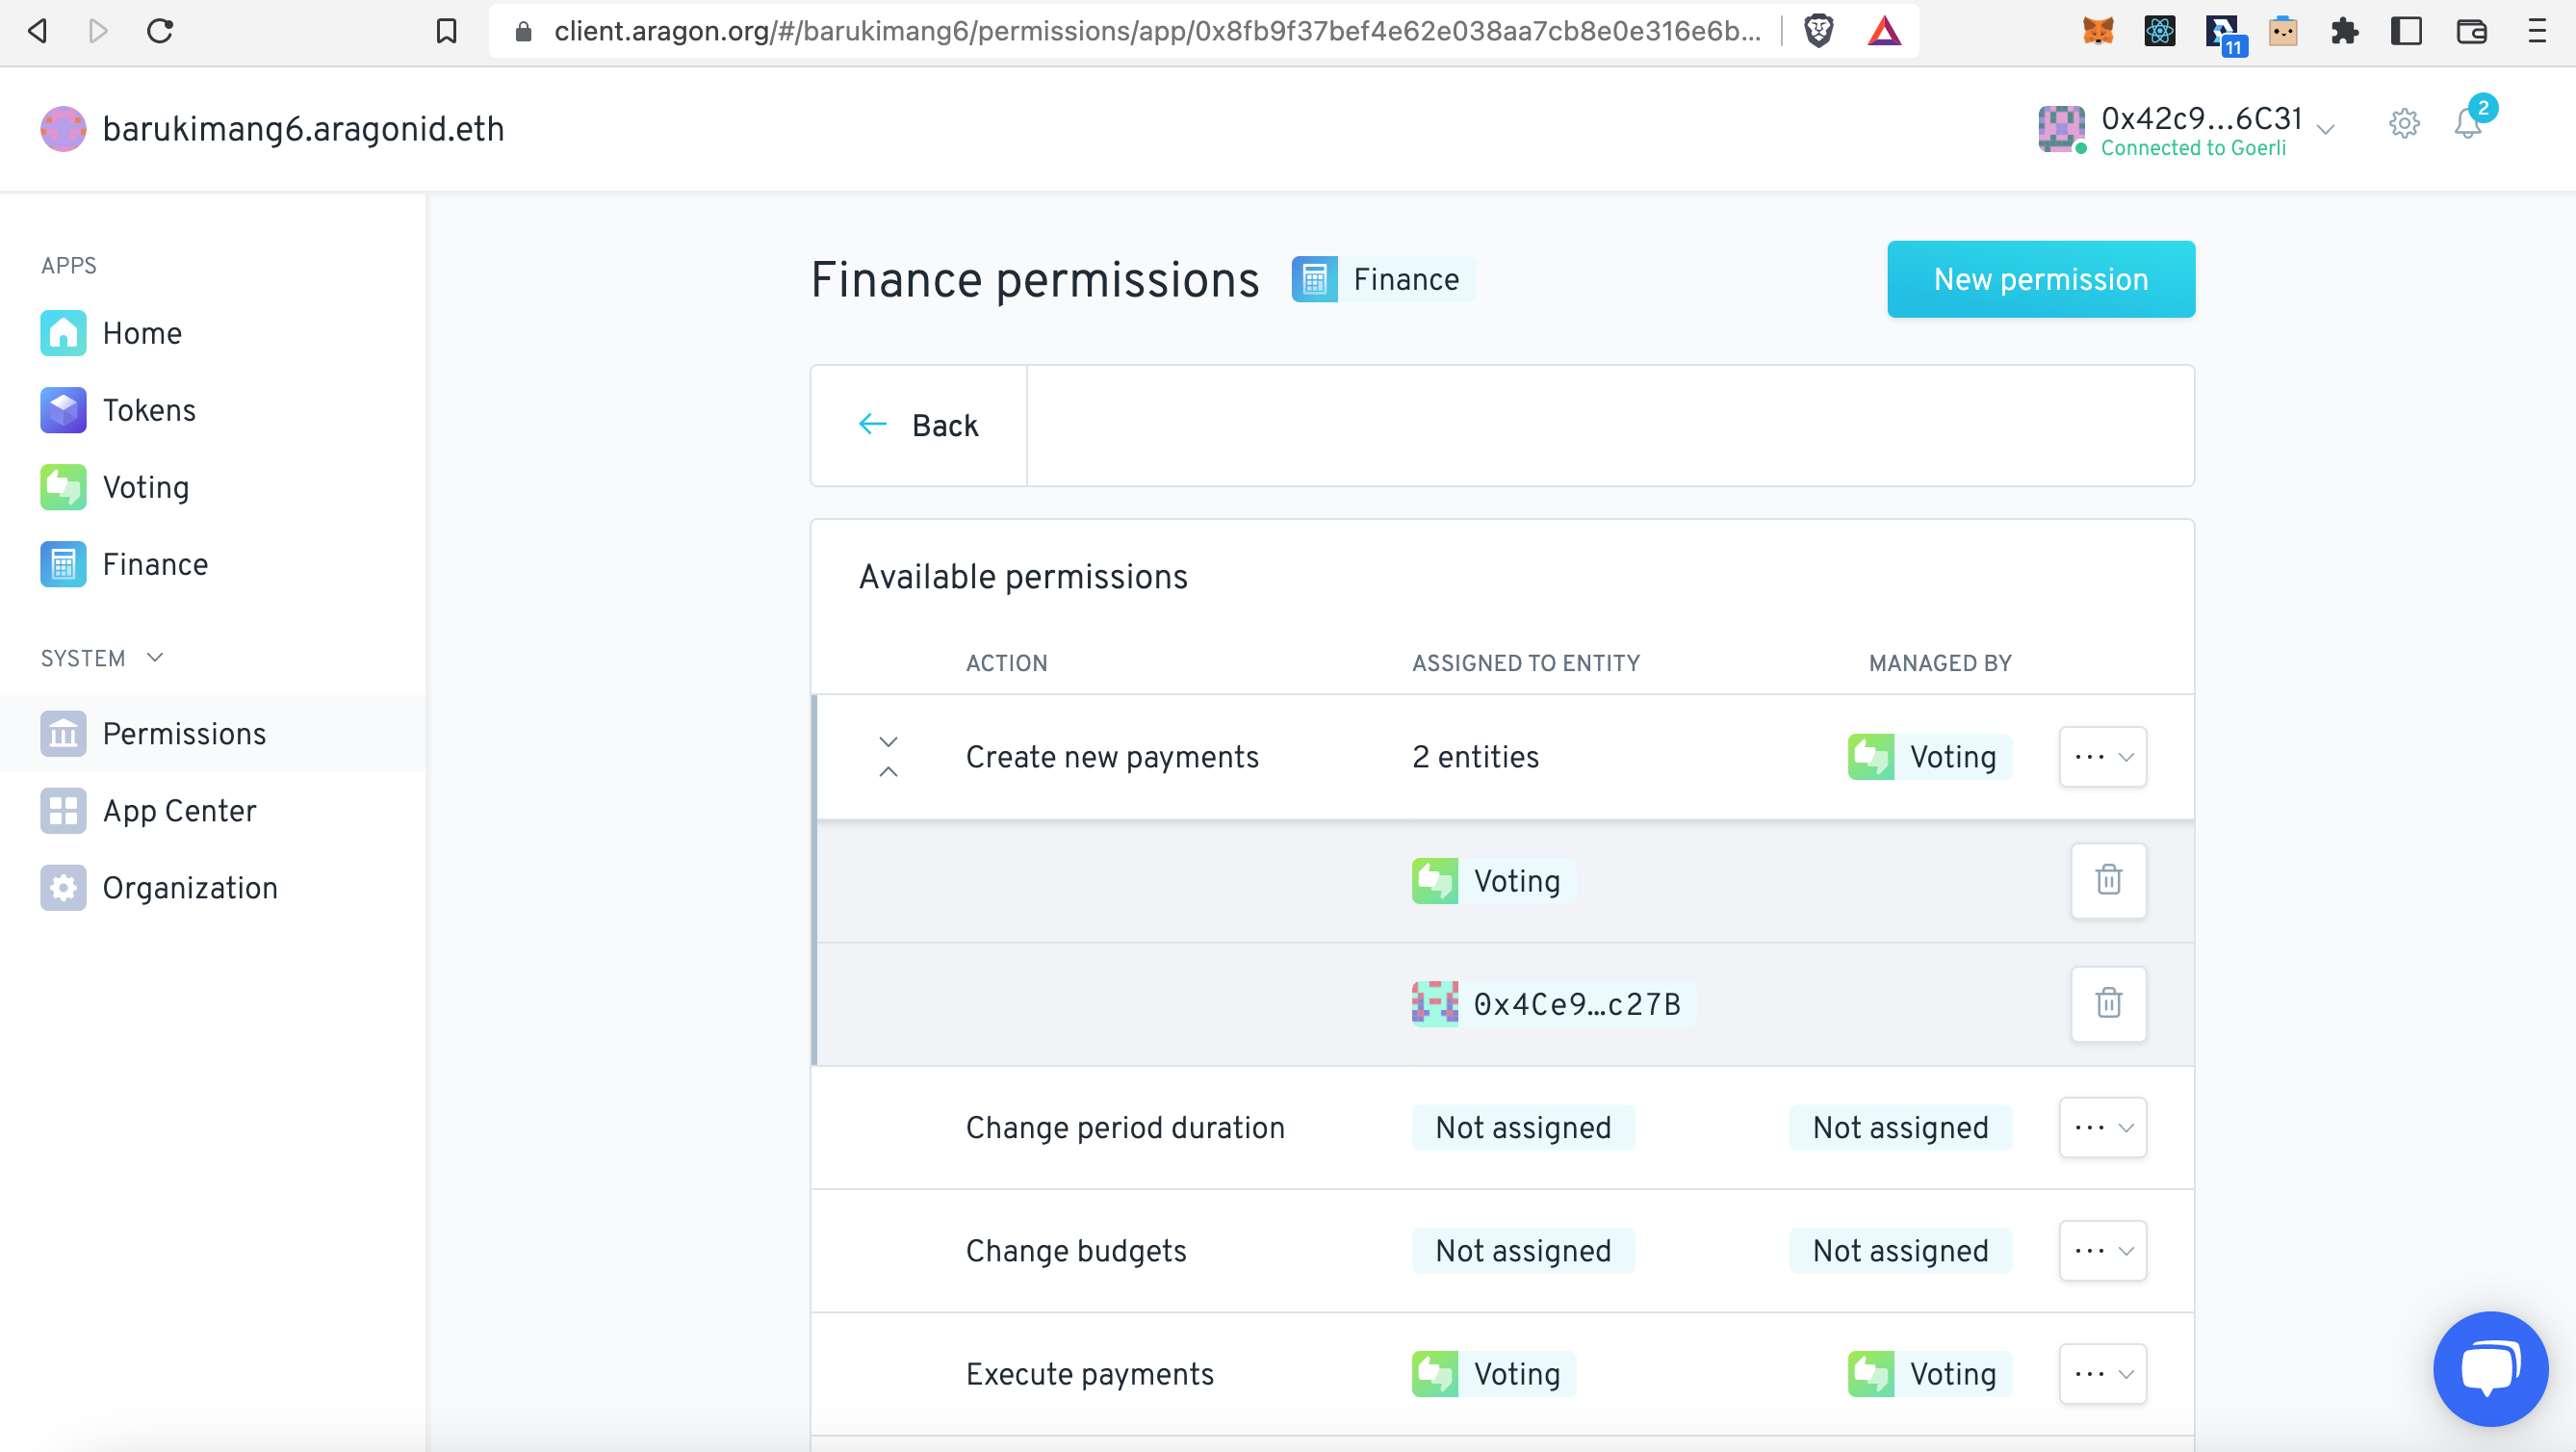 client.aragon.org/#/barukimang6/permissions/app/0x8fb9f37bef4e62e038aa7cb8e0e316e6b...
11
barukimang6.aragonid.eth
0x42c9...6C31
Connected to Goerli
2
APPS
Home
Tokens
Voting
Finance
SYSTEM
Permissions
App Center
Organization
Finance permissions
Finance
New permission
Back
Available permissions
ACTION ASSIGNED TO ENTITY MANAGED BY
Create new payments 2 entities Voting
Voting
0x4Ce9…c27B
Change period duration Not assigned Not assigned
Change budgets Not assigned Not assigned
Execute payments Voting Voting